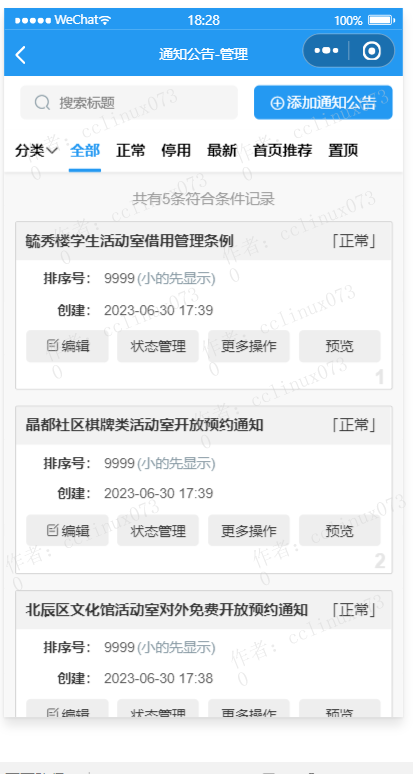 WeChat 18:28 100%
通知公告-管理
搜索标题 添加通知公告
分类 全部 正常 停用 最新 首页推荐 置顶
共有5条符合条件记录
毓秀楼学生活动室借用管理条例 「正常」
排序号: 9999 (小的先显示)
创建: 2023-06-30 17:39
编辑 状态管理 更多操作 预览
1
晶都社区棋牌类活动室开放预约通知 「正常」
排序号: 9999 (小的先显示)
创建: 2023-06-30 17:39
编辑 状态管理 更多操作 预览
2
北辰区文化馆活动室对外免费开放预约通知 「正常」
排序号: 9999 (小的先显示)
创建: 2023-06-30 17:38
编辑 状态管理 更多操作 预览
作者: cclinux0730